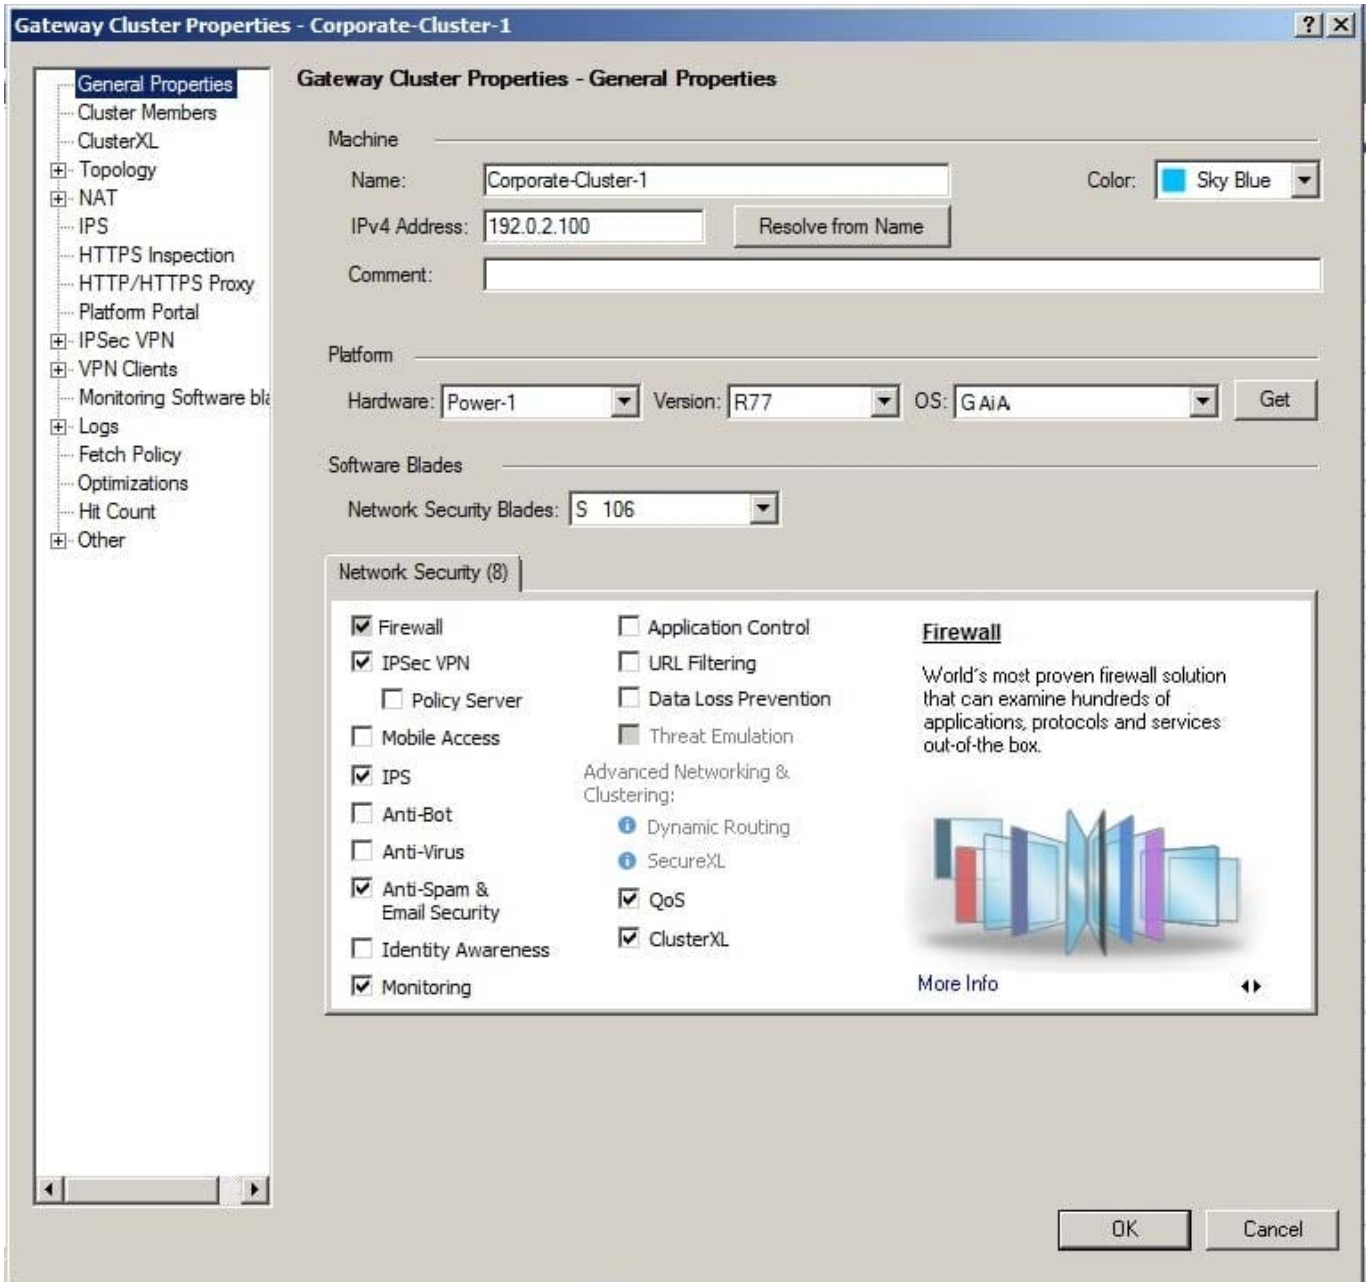 Gateway Cluster Properties - Corporate-Cluster-1
General Properties
Cluster Members
ClusterXL
Topology
NAT
IPS
HTTPS Inspection
HTTP/HTTPS Proxy
Platform Portal
IPSec VPN
VPN Clients
Monitoring Software bla
Logs
Fetch Policy
Optimizations
Hit Count
Other
Gateway Cluster Properties - General Properties
Machine
Name: Corporate-Cluster-1 Color: Sky Blue
IPv4 Address: 192.0.2.100 Resolve from Name
Comment:
Platform
Hardware: Power-1 Version: R77 OS: GAiA Get
Software Blades
Network Security Blades: S 106
Network Security (8)
Firewall
IPSec VPN
Policy Server
Mobile Access
IPS
Anti-Bot
Anti-Virus
Anti-Spam &
Email Security
Identity Awareness
Monitoring
Application Control
URL Filtering
Data Loss Prevention
Threat Emulation
Advanced Networking &
Clustering:
Dynamic Routing
SecureXL
QoS
ClusterXL
Firewall
World's most proven firewall solution
that can examine hundreds of
applications, protocols and services
out-of-the box.
More Info
OK Cancel